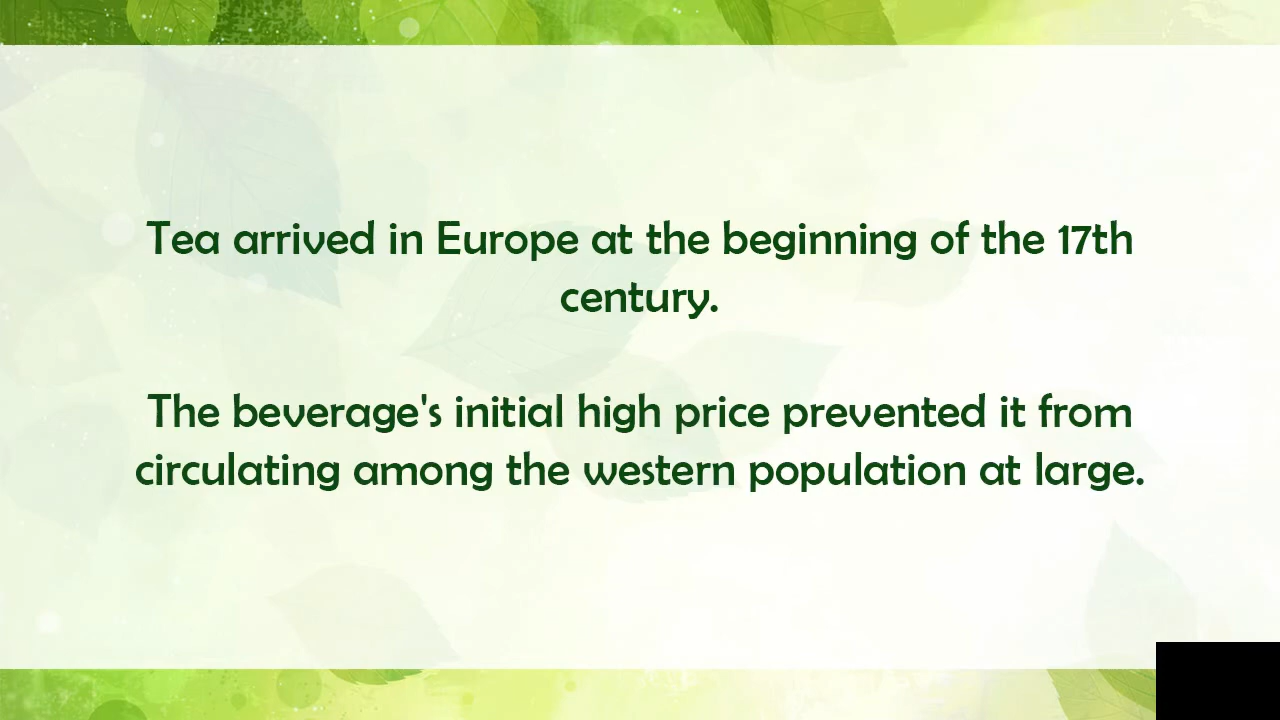 Tea arrived in Europe at the beginning of the 17th
century.
The beverage's initial high price prevented it from
circulating among the western population at large.